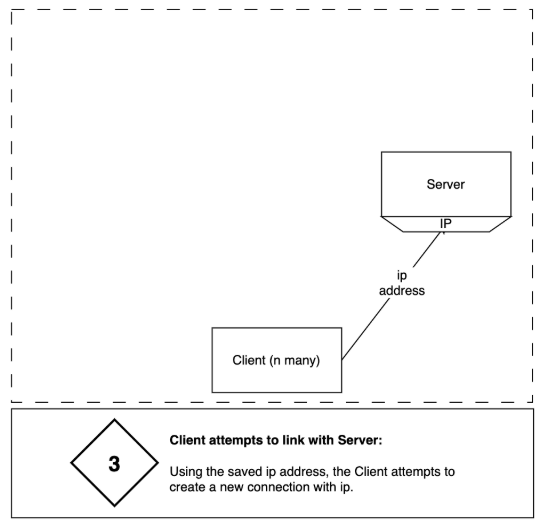 Server
IP
ip
address
Client (n many)
3
Client attempts to link with Server:
Using the saved ip address, the Client attempts to
create a new connection with ip.